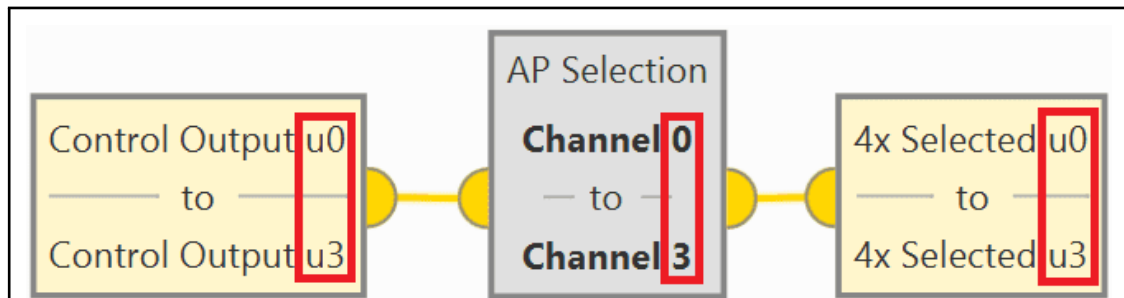 Control Output u0
to
Control Output u3
AP Selection
Channel 0
to
Channel 3
4x Selected u0
to
4x Selected u3